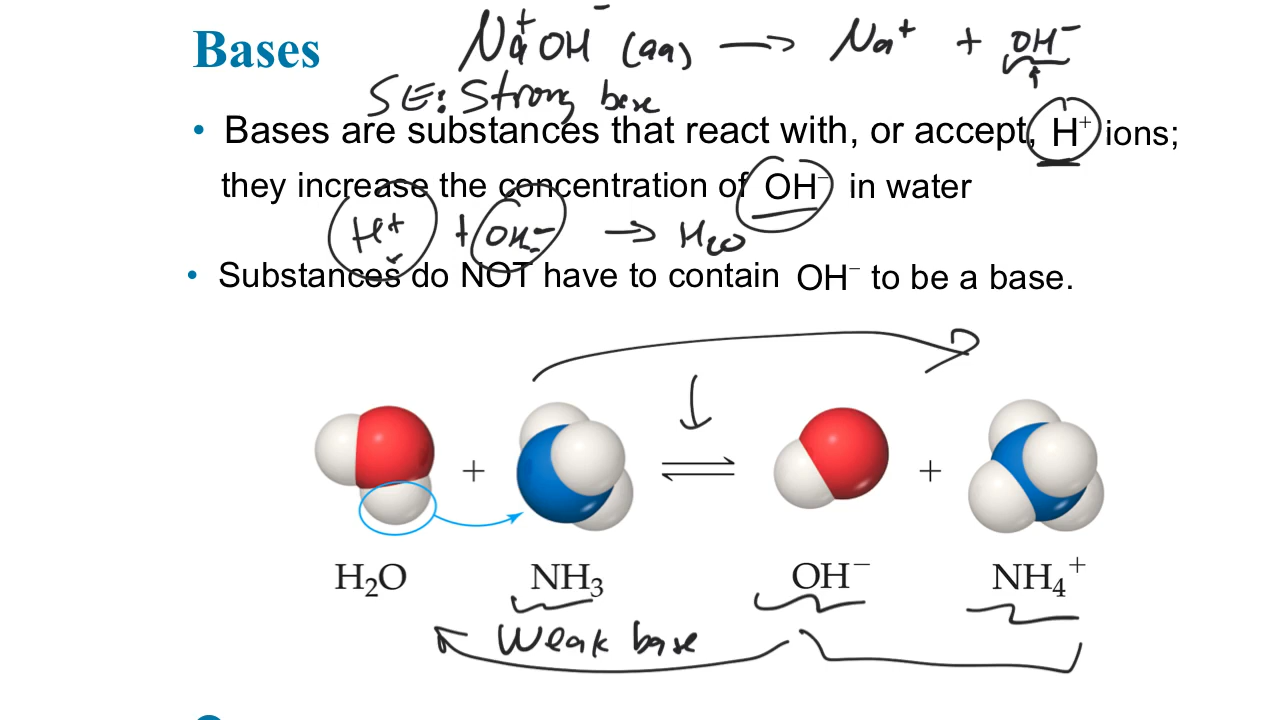 Bases Na⁺OH⁻ (aq) → Na⁺ + OH⁻
SE: Strong base
• Bases are substances that react with, or accept, H⁺ ions;
they increase the concentration of OH⁻ in water
H⁺ + OH⁻ → H₂O
• Substances do NOT have to contain OH⁻ to be a base.
+ ⇌ +
H₂O NH₃ OH⁻ NH₄⁺
Weak base